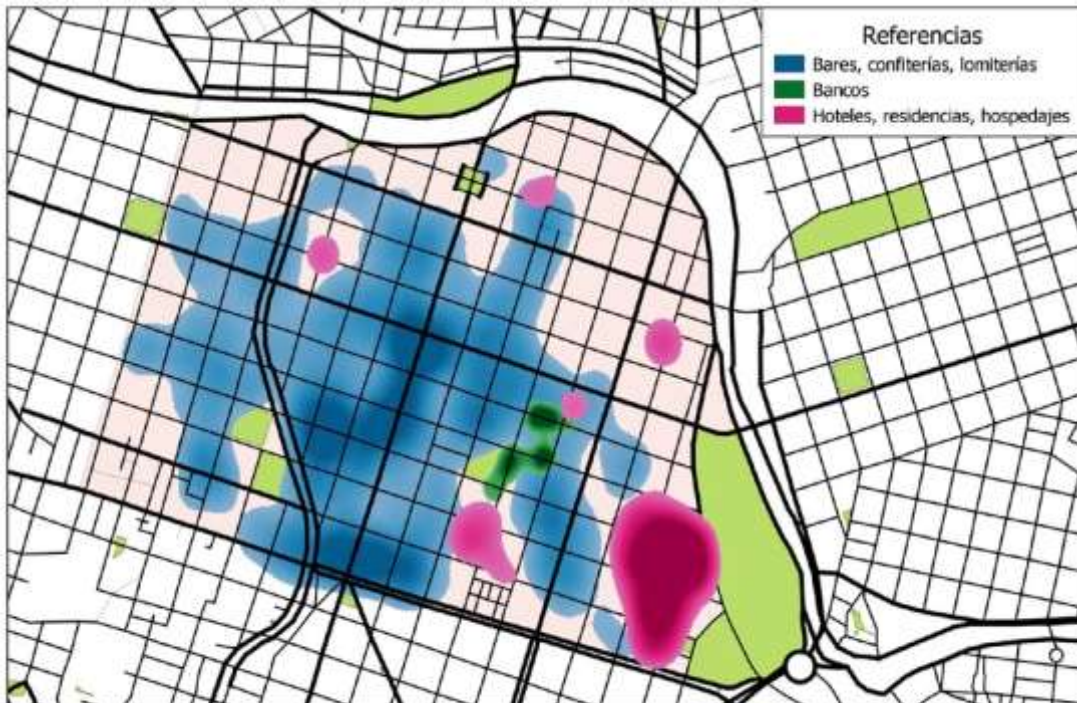 Referencias
Bares, confiterías, lomiterías
Bancos
Hoteles, residencias, hospedajes